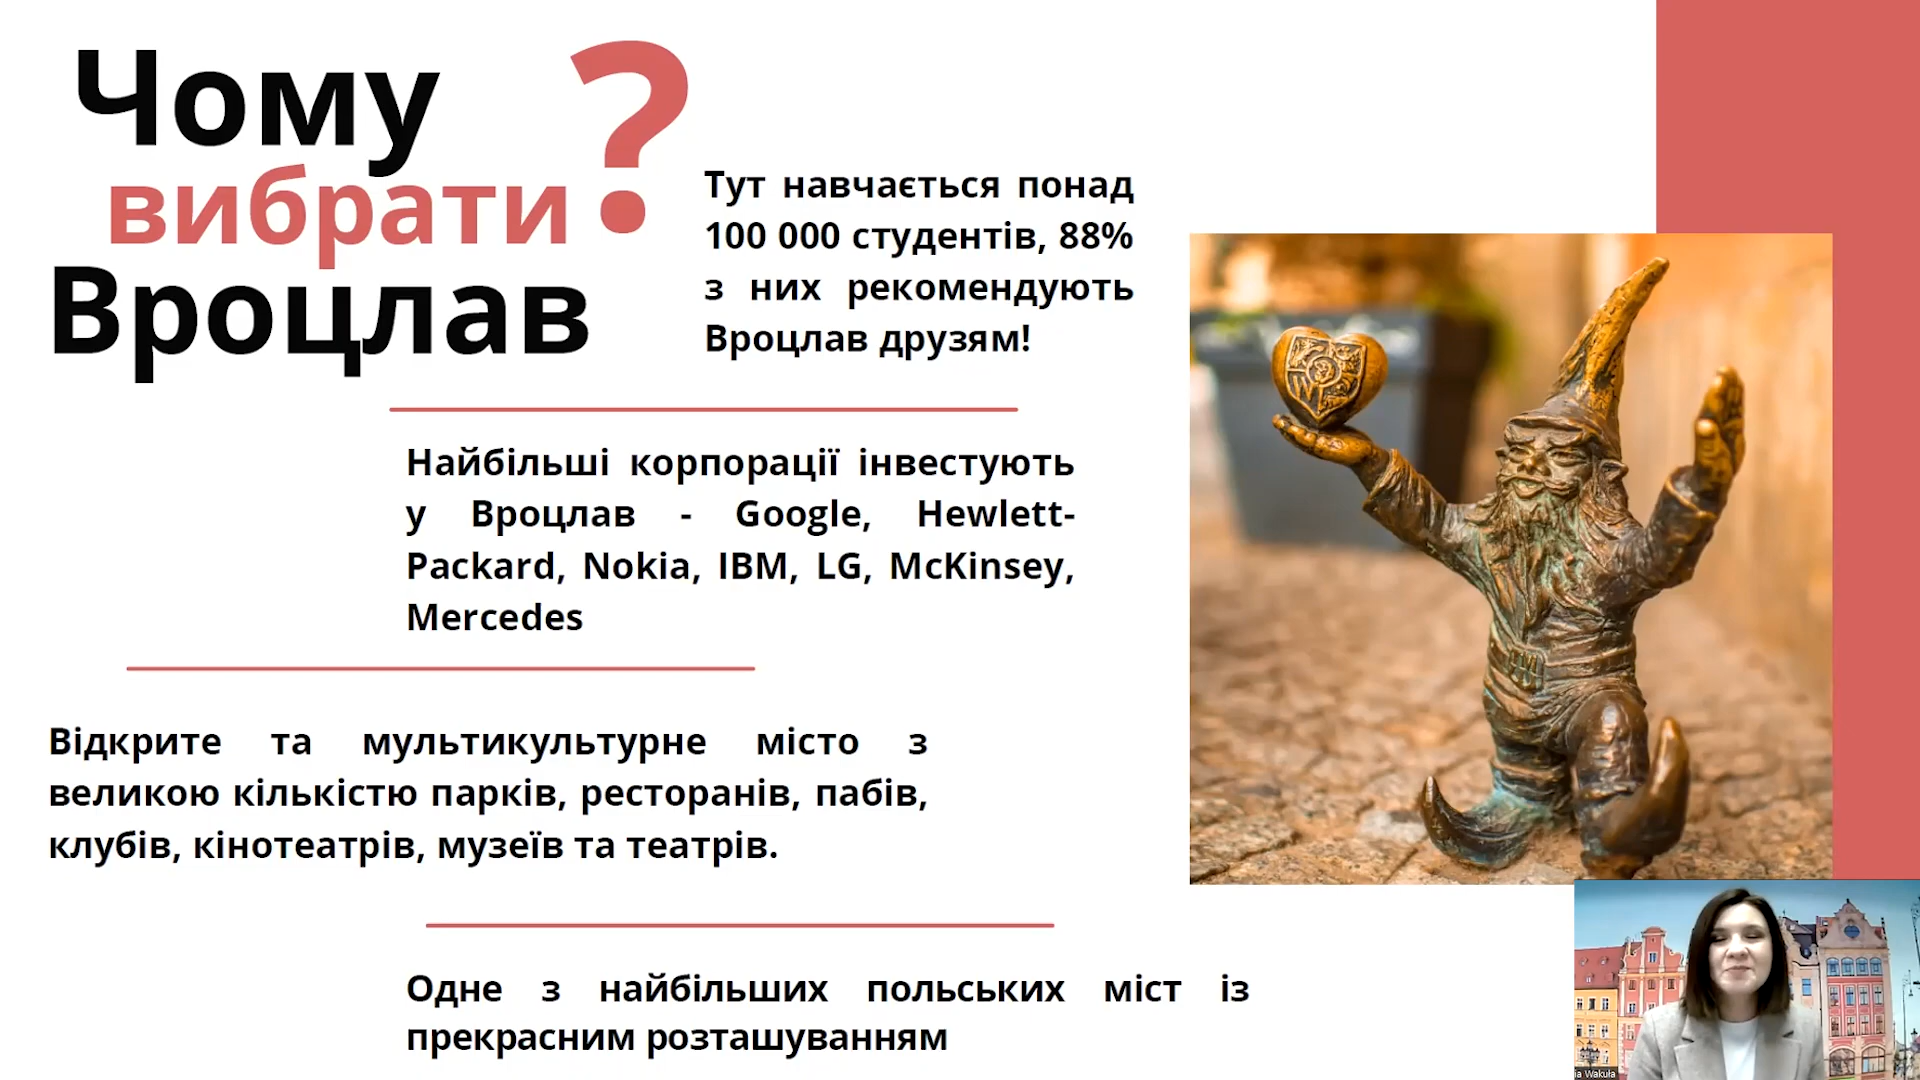 Чому
вибрати?
Вроцлав
Тут навчається понад
100 000 студентів, 88%
з них рекомендують
Вроцлав друзям!
Найбільші корпорації інвестують
у Вроцлав - Google, Hewlett-
Packard, Nokia, IBM, LG, McKinsey,
Mercedes
Відкрите та мультикультурне місто з
великою кількістю парків, ресторанів, пабів,
клубів, кінотеатрів, музеїв та театрів.
Одне з найбільших польських міст із
прекрасним розташуванням
Wakuła